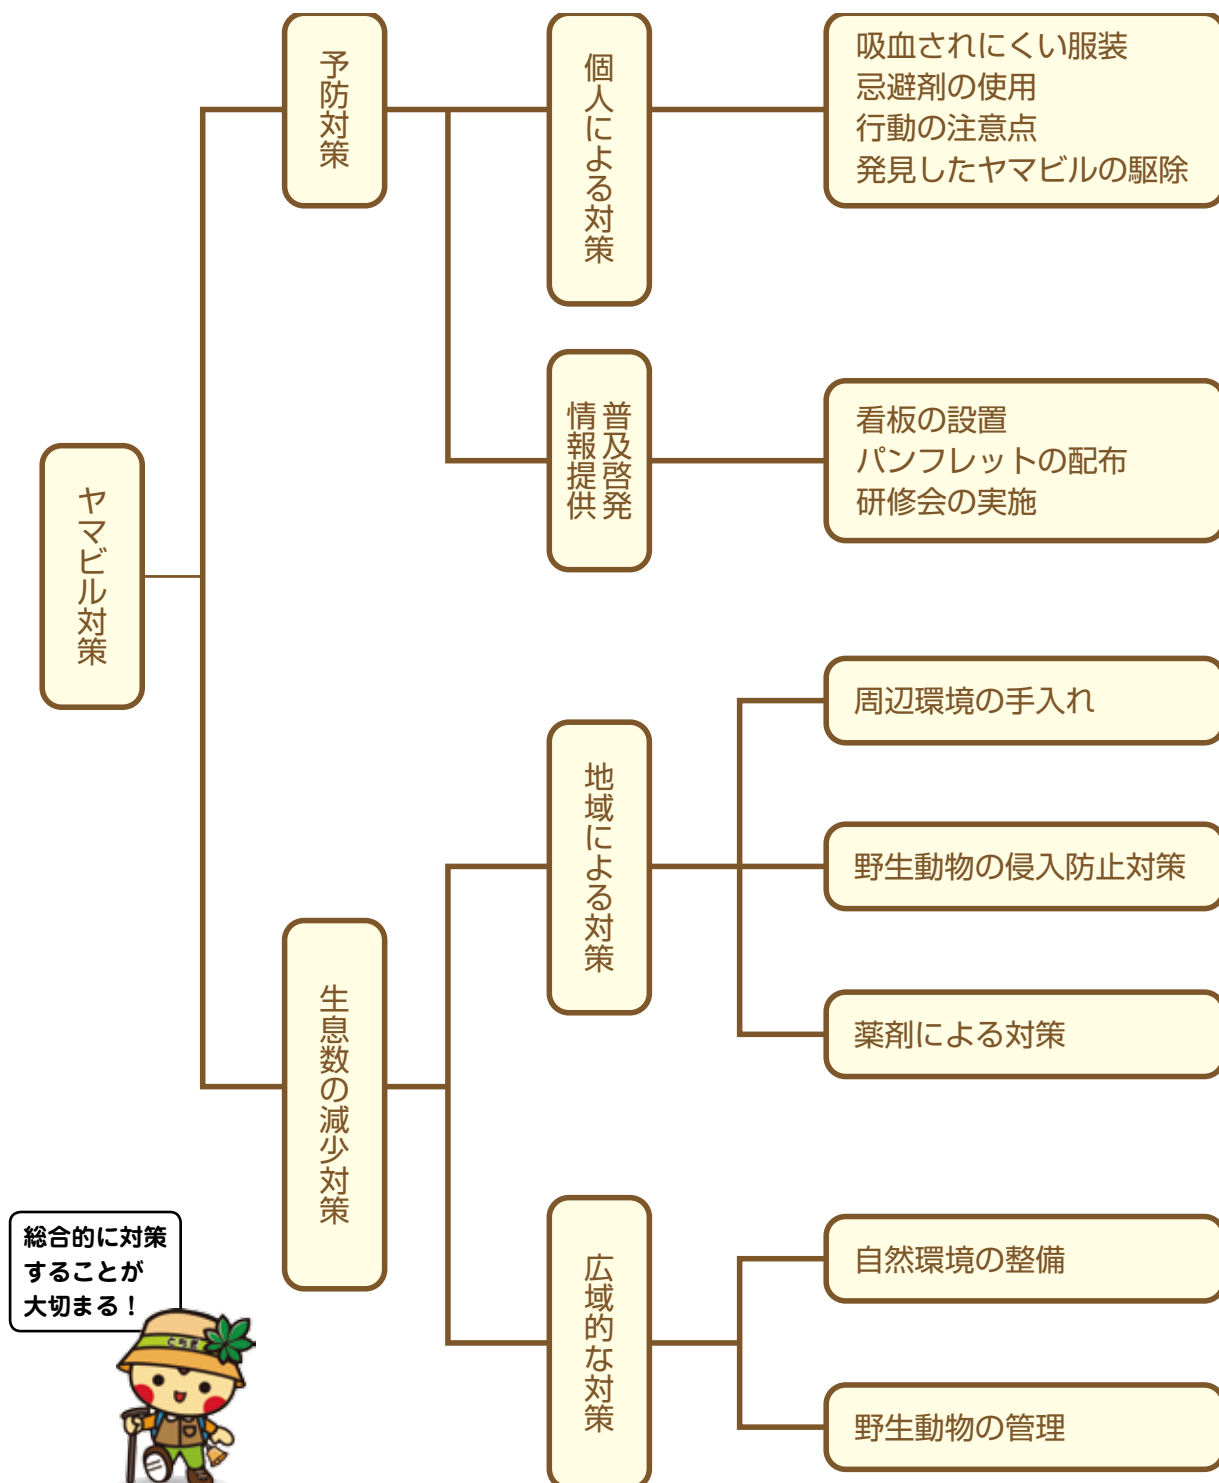 ヤマビル対策
予防対策
個人による対策
吸血されにくい服装
忌避剤の使用
行動の注意点
発見したヤマビルの駆除
普及啓発
情報提供
看板の設置
パンフレットの配布
研修会の実施
生息数の減少対策
地域による対策
周辺環境の手入れ
野生動物の侵入防止対策
薬剤による対策
広域的な対策
自然環境の整備
野生動物の管理
総合的に対策
することが
大切まる！
とちまる